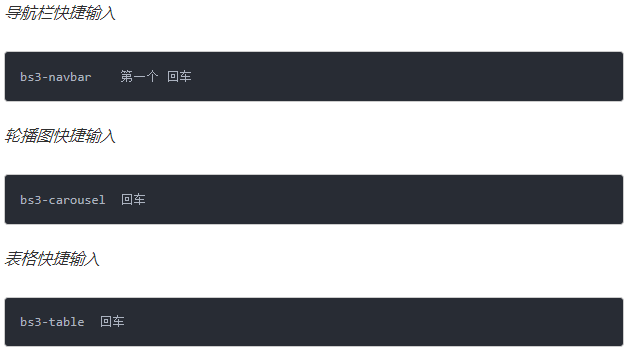 导航栏快捷输入
bs3-navbar    第一个 回车
轮播图快捷输入
bs3-carousel  回车
表格快捷输入
bs3-table  回车